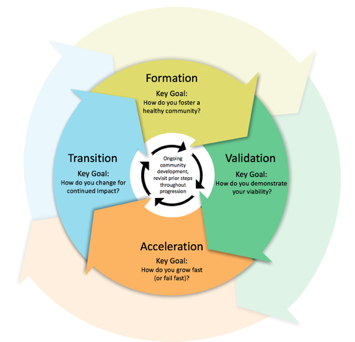 Formation
Key Goal:
How do you foster a
healthy community?
Transition
Key Goal:
How do you change for
continued impact?
Ongoing
community
development,
revisit prior steps
throughout
progression
Validation
Key Goal:
How do you demonstrate
your viability?
Acceleration
Key Goal:
How do you grow fast
(or fail fast)?